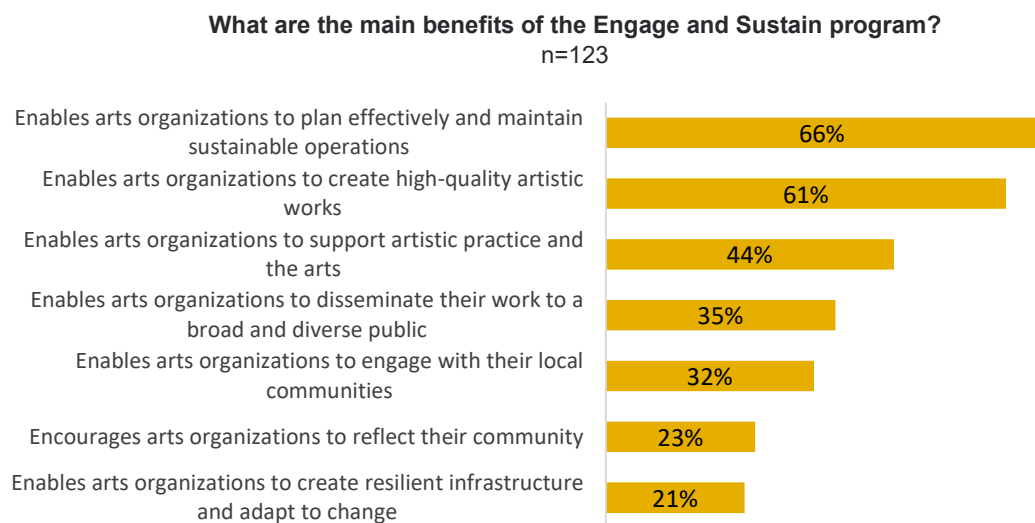 What are the main benefits of the Engage and Sustain program?
n=123
Enables arts organizations to plan effectively and maintain
sustainable operations
66%
Enables arts organizations to create high-quality artistic
works
61%
Enables arts organizations to support artistic practice and
the arts
44%
Enables arts organizations to disseminate their work to a
broad and diverse public
35%
Enables arts organizations to engage with their local
communities
32%
Encourages arts organizations to reflect their community
23%
Enables arts organizations to create resilient infrastructure
and adapt to change
21%